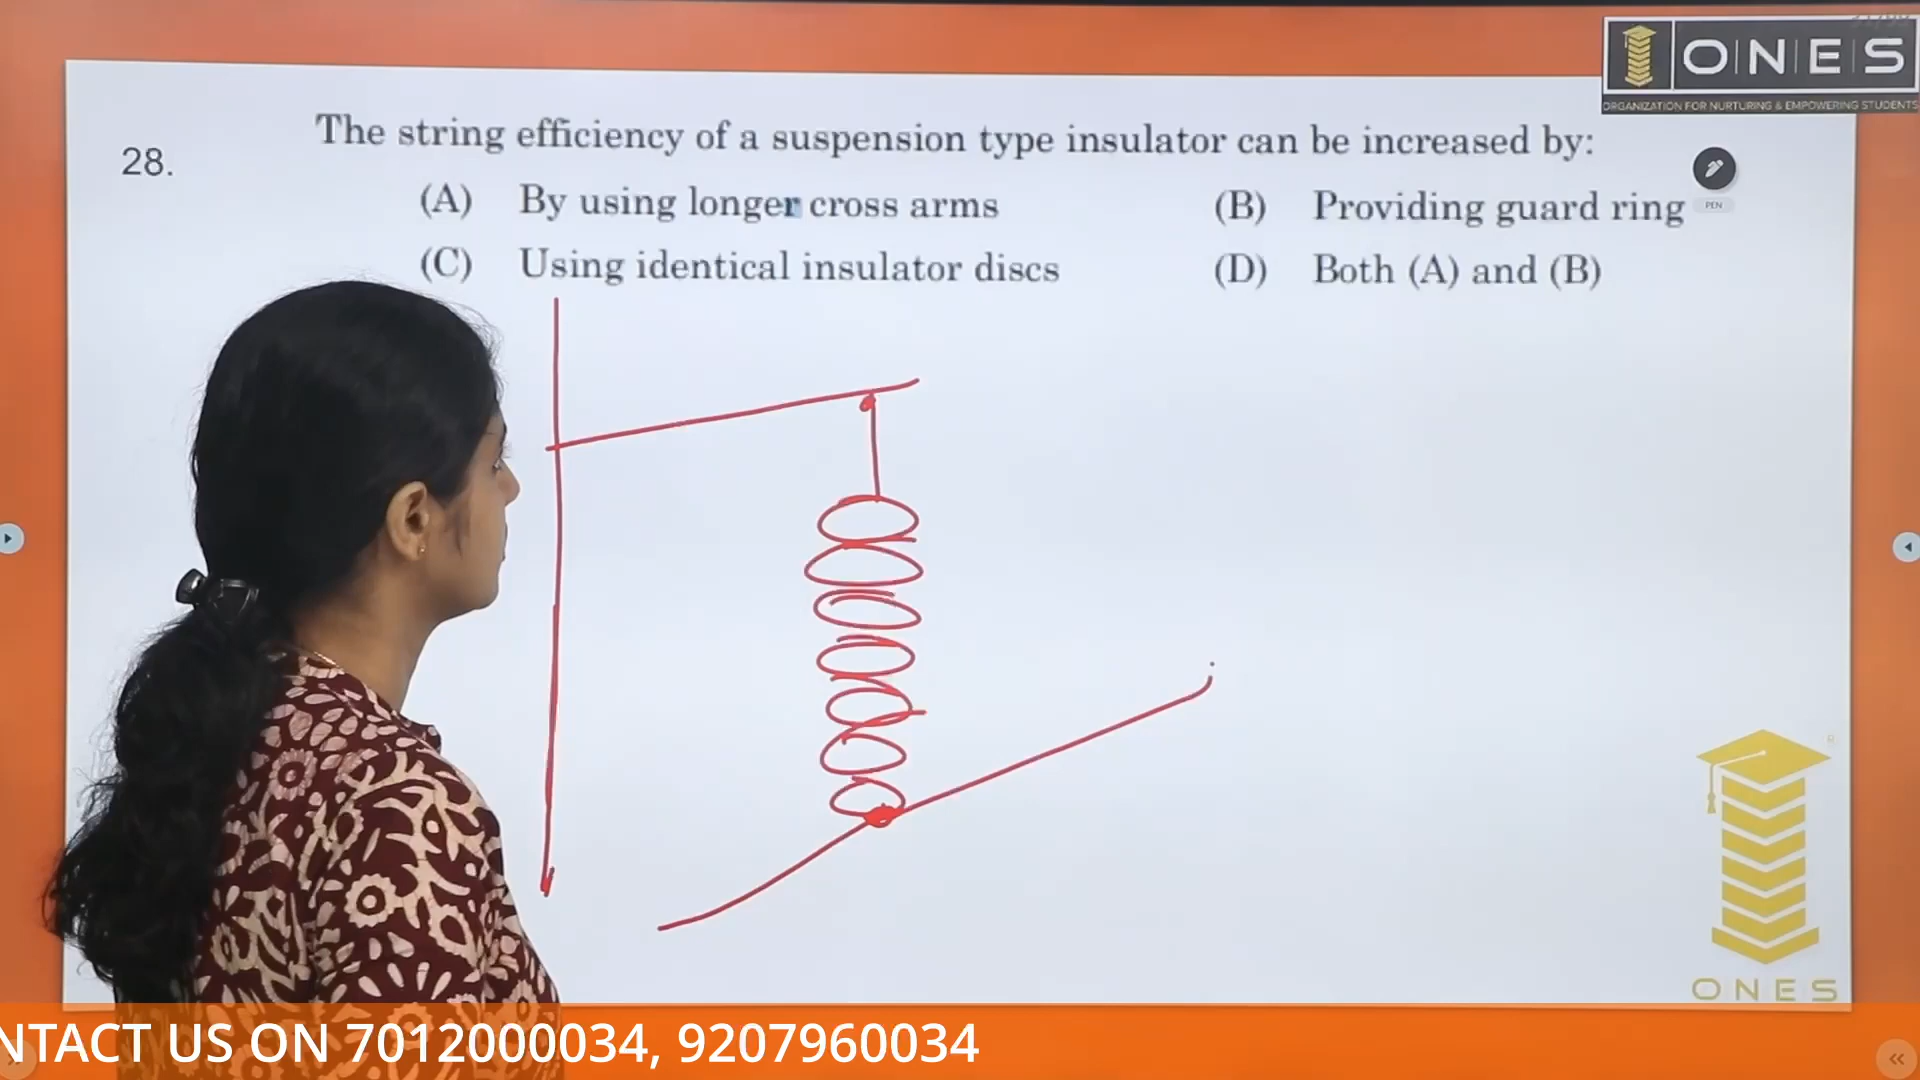 O|N|E|S
ORGANIZATION FOR NURTURING & EMPOWERING STUDENTS
28.
The string efficiency of a suspension type insulator can be increased by:
(A) By using longer cross arms
(B) Providing guard ring
PEN
(C) Using identical insulator discs
(D) Both (A) and (B)
ONES
NTACT US ON 7012000034, 9207960034